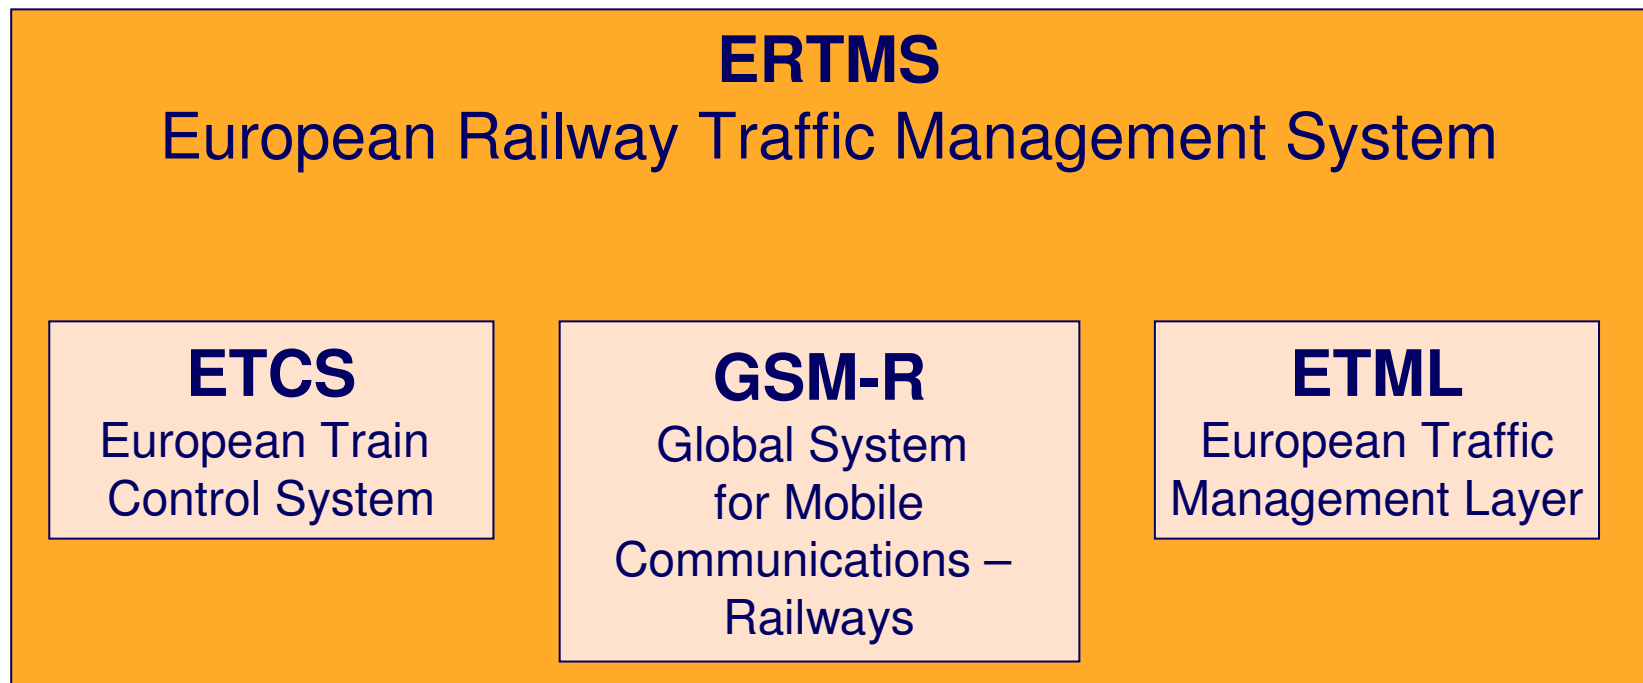 ERTMS
European Railway Traffic Management System
ETCS
European Train
Control System
GSM-R
Global System
for Mobile
Communications –
Railways
ETML
European Traffic
Management Layer